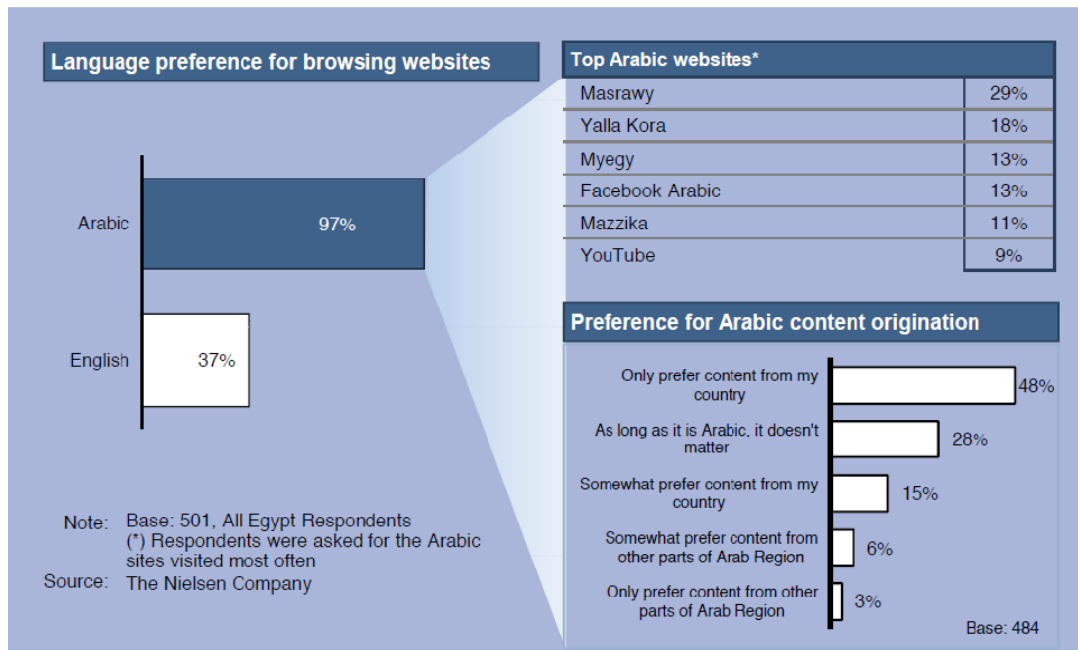 Language preference for browsing websites
Arabic
97%
English
37%
Note: Base: 501, All Egypt Respondents
(*) Respondents were asked for the Arabic
sites visited most often
Source: The Nielsen Company
Top Arabic websites*
Masrawy 29%
Yalla Kora 18%
Myegy 13%
Facebook Arabic 13%
Mazzika 11%
YouTube 9%
Preference for Arabic content origination
Only prefer content from my
country
48%
As long as it is Arabic, it doesn't
matter
28%
Somewhat prefer content from my
country
15%
Somewhat prefer content from
other parts of Arab Region
6%
Only prefer content from other
parts of Arab Region
3%
Base: 484